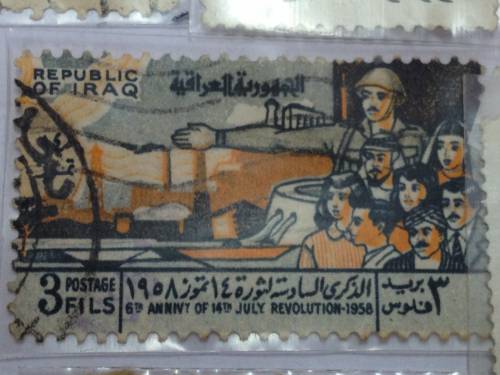 REPUBLIC
OF IRAQ
الجمهورية العراقية
3 POSTAGE
FILS
الذكرى السادسة لثورة ١٤ تموز ١٩٥٨
6TH ANNIVT OF 14TH JULY REVOLUTION-1958
٣ بريد
فلوس